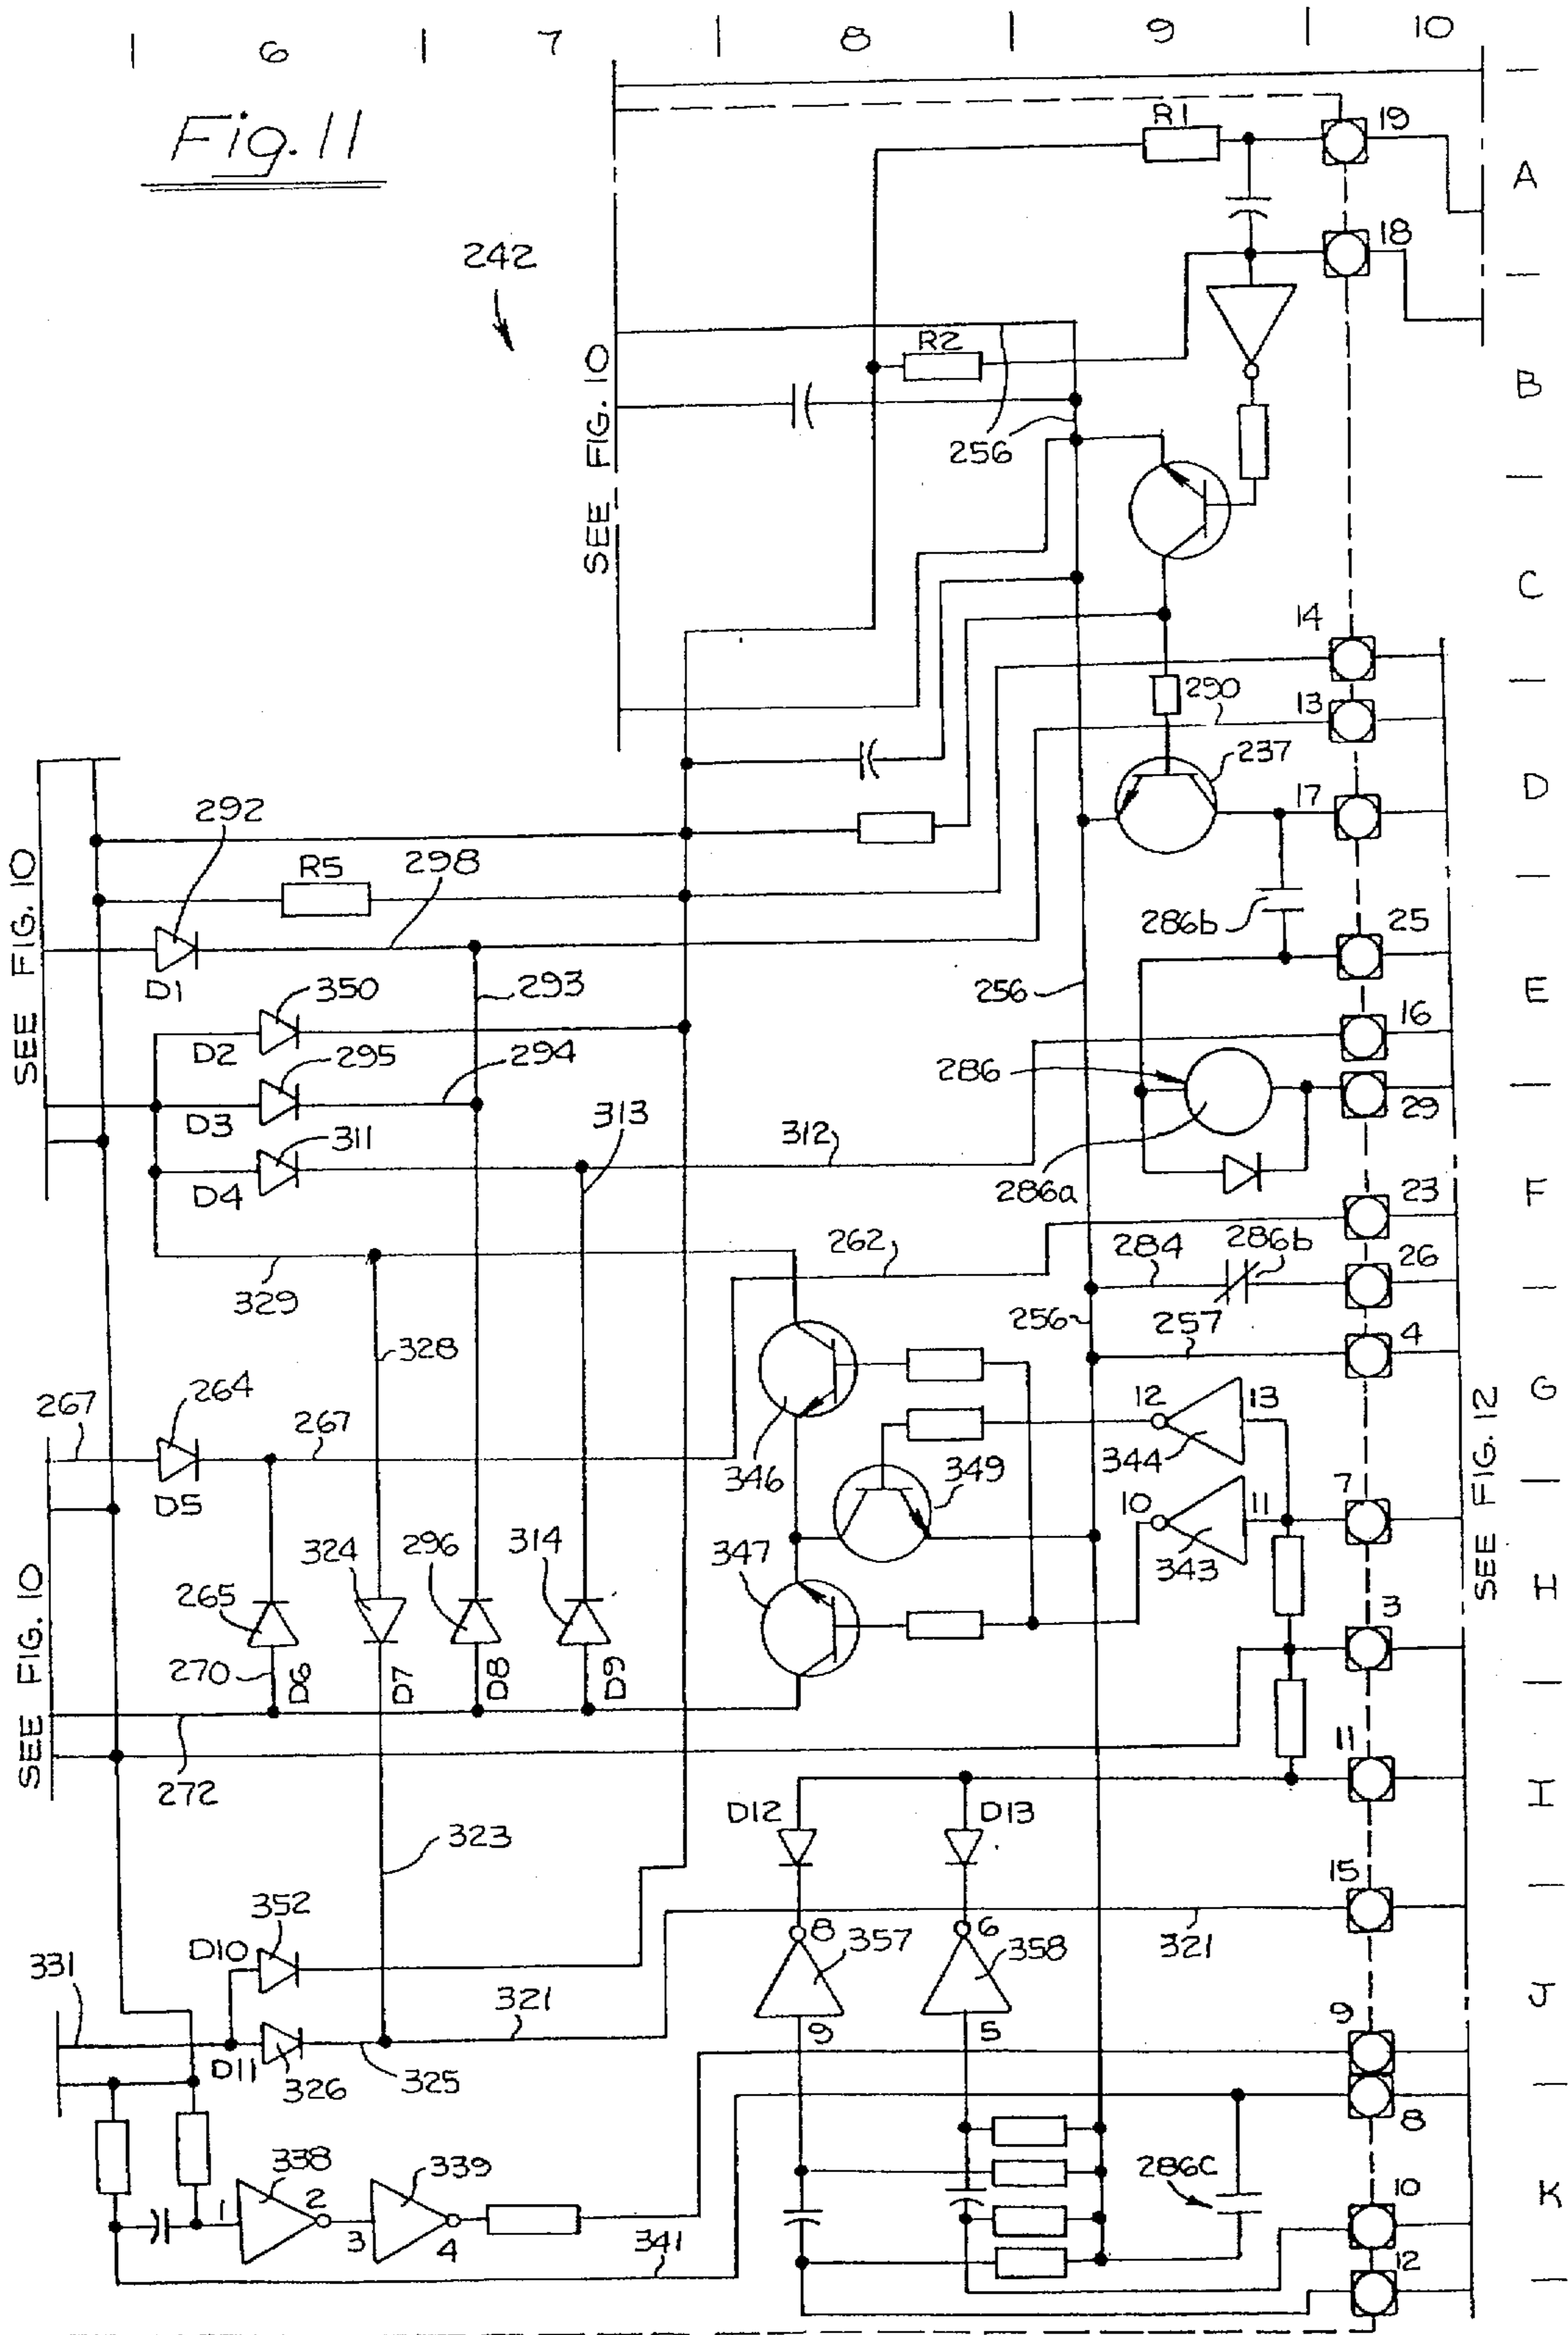 6 7 8 9 10
Fig. 11
R1 19
A
242
18
SEE FIG. 10
R2
B
256
C
14
290
13
237
D
292
17
SEE FIG. 10
R5
298
286b
25
D1
350
293
256
E
D2
295
294
16
286
D3
311
313
29
312
D4
286a
F
23
262
284
286b
26
329
256
257
4
328
267
264
267
12
13
G
SEE FIG. 12
346
344
D5
349
7
10
11
324
296
314
347
343
H
SEE FIG. 10
265
3
270
D6
D7
D8
D9
11
272
D12
D13
I
323
15
352
8
6
D10
357
358
321
331
321
J
9
5
9
D11
326
325
8
338
339
286C
10
K
1
2
3
4
341
12